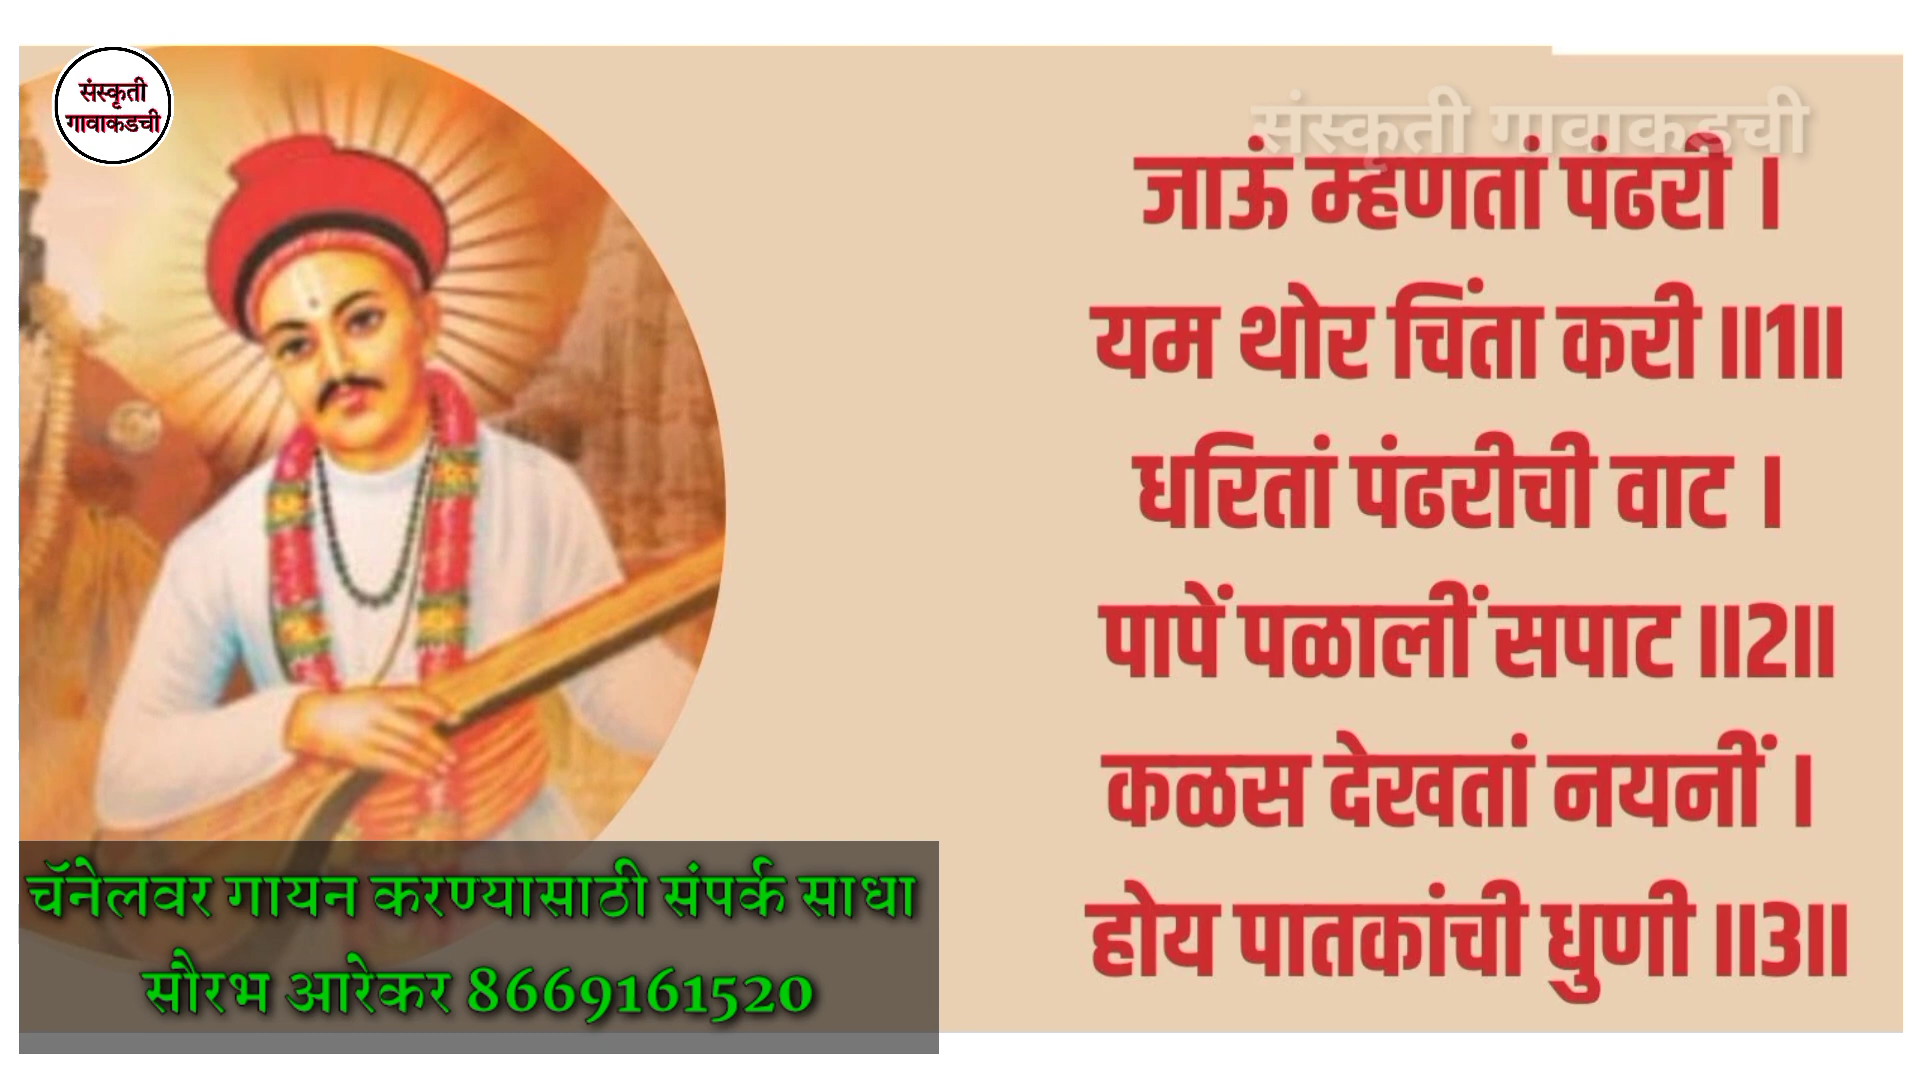 संस्कृती
गावाकडची
संस्कृती गावाकडची
जाऊं म्हणतां पंढरी ।
यम थोर चिंता करी ॥1॥
धरितां पंढरीची वाट ।
पापें पळालीं सपाट ॥2॥
कळस देखतां नयनीं ।
होय पातकांची धुणी ॥3॥
चॅनेलवर गायन करण्यासाठी संपर्क साधा
सौरभ आरेकर 8669161520